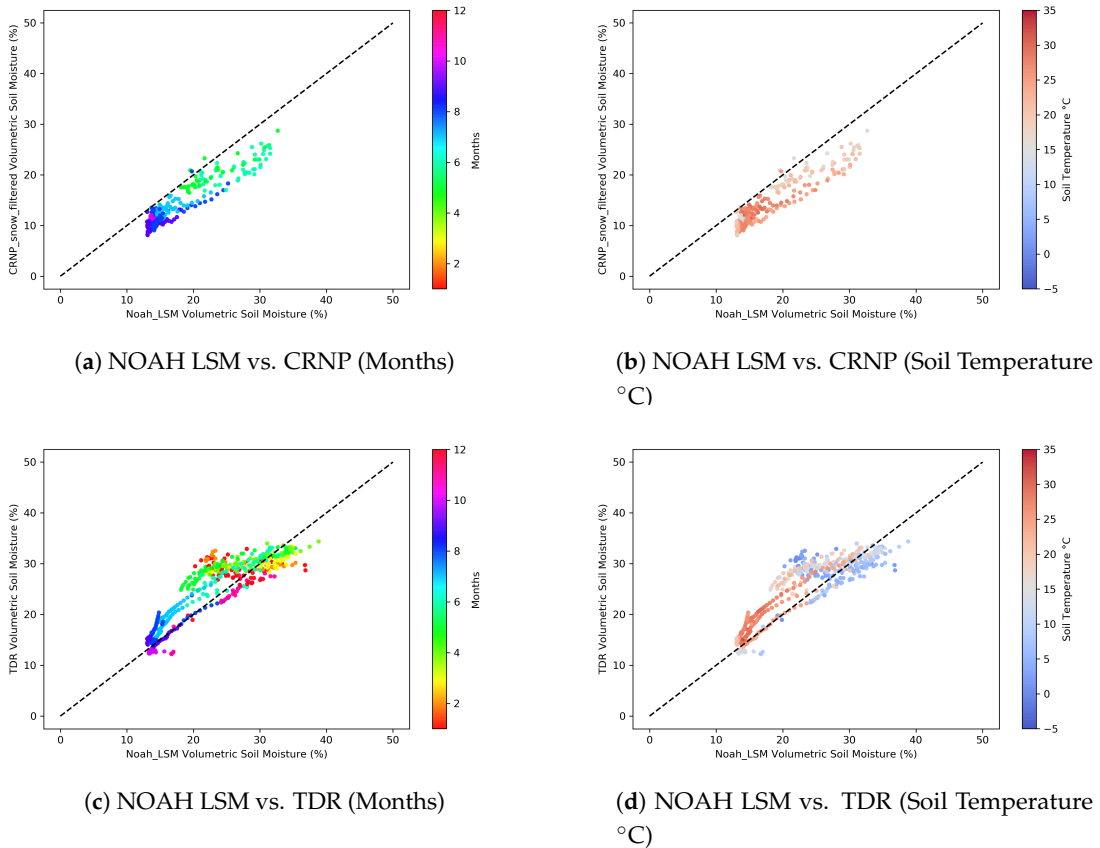 50
40
30
20
10
0
CRNP_snow_filtered Volumetric Soil Moisture (%)
0 10 20 30 40 50
Noah_LSM Volumetric Soil Moisture (%)
12
10
8
6
4
2
Months
(a) NOAH LSM vs. CRNP (Months)
50
40
30
20
10
0
CRNP_snow_filtered Volumetric Soil Moisture (%)
0 10 20 30 40 50
Noah_LSM Volumetric Soil Moisture (%)
35
30
25
20
15
10
5
0
−5
Soil Temperature °C
(b) NOAH LSM vs. CRNP (Soil Temperature
°C)
50
40
30
20
10
0
TDR Volumetric Soil Moisture (%)
0 10 20 30 40 50
Noah_LSM Volumetric Soil Moisture (%)
12
10
8
6
4
2
Months
(c) NOAH LSM vs. TDR (Months)
50
40
30
20
10
0
TDR Volumetric Soil Moisture (%)
0 10 20 30 40 50
Noah_LSM Volumetric Soil Moisture (%)
35
30
25
20
15
10
5
0
−5
Soil Temperature °C
(d) NOAH LSM vs. TDR (Soil Temperature
°C)